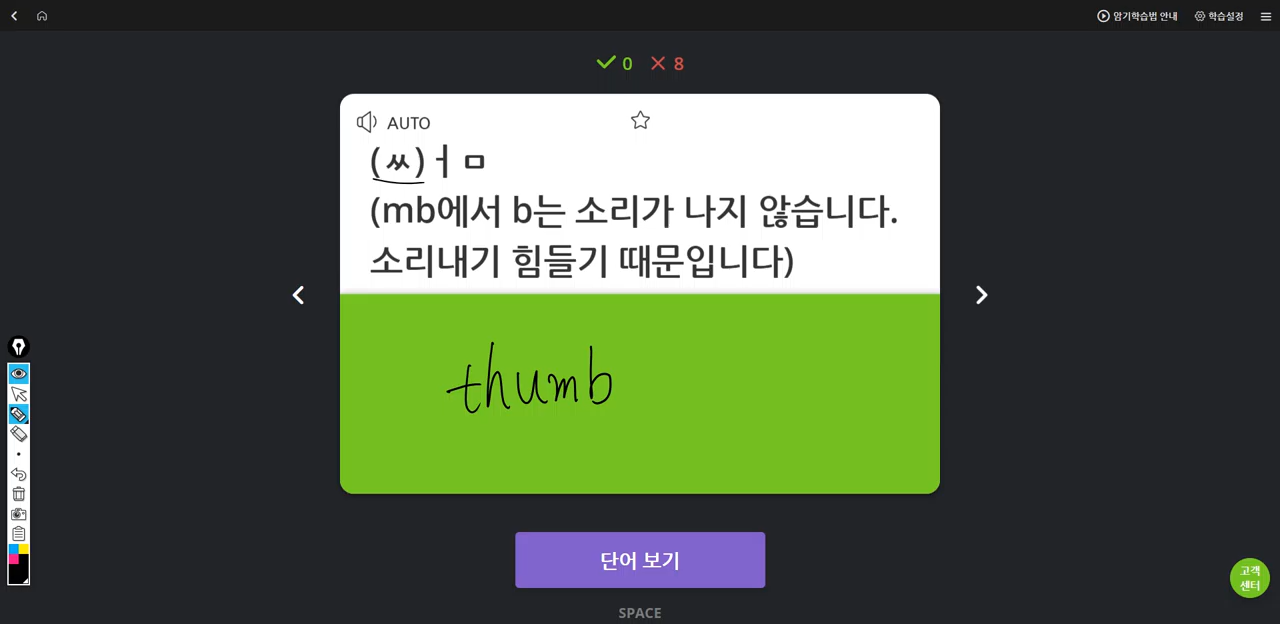 암기학습법 안내 학습설정
0 8
AUTO
(ㅆ)ㅓㅁ
(mb에서 b는 소리가 나지 않습니다.
소리내기 힘들기 때문입니다)
thumb
단어 보기
SPACE
고객
센터